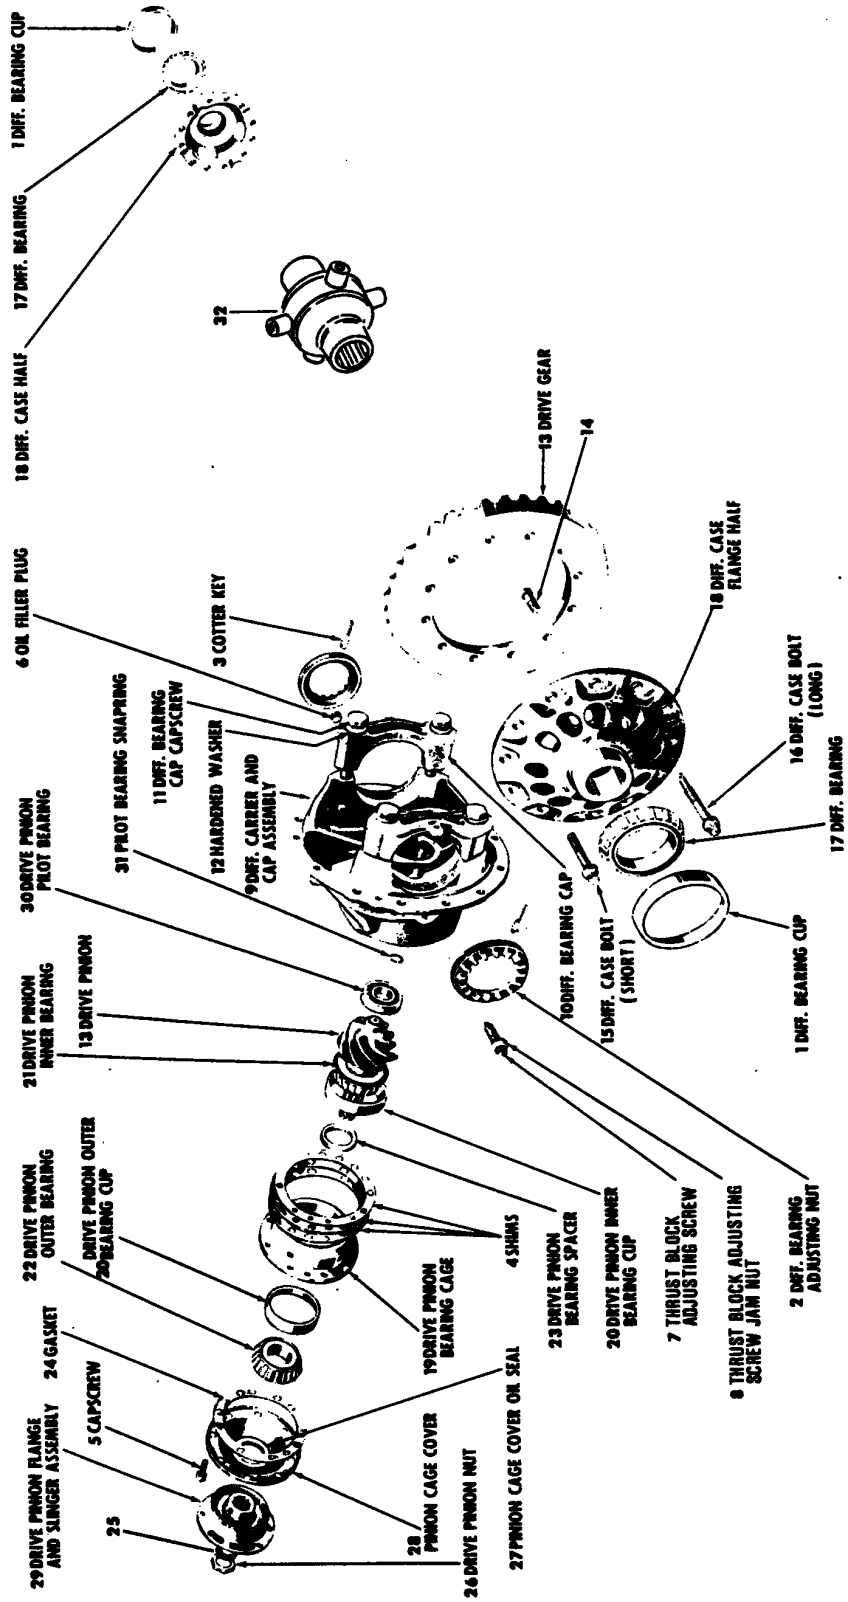 29 DRIVE PINION FLANGE
AND SLINGER ASSEMBLY
5 CAPSCREW
24 GASKET
22 DRIVE PINION
OUTER BEARING
20 DRIVE PINION OUTER
BEARING CUP
21 DRIVE PINION
INNER BEARING
13 DRIVE PINION
30 DRIVE PINION
PILOT BEARING
31 PILOT BEARING SNAPRING
11 DIFF. BEARING
CAP CAPSCREW
12 HARDENED WASHER
9 DIFF. CARRIER AND
CAP ASSEMBLY
6 OIL FILLER PLUG
3 COTTER KEY
18 DIFF. CASE HALF
17 DIFF. BEARING
1 DIFF. BEARING CUP
32
25
13 DRIVE GEAR
14
18 DIFF. CASE
FLANGE HALF
16 DIFF. CASE BOLT
(LONG)
17 DIFF. BEARING
1 DIFF. BEARING CUP
15 DIFF. CASE BOLT
(SHORT)
10 DIFF. BEARING CAP
2 DIFF. BEARING
ADJUSTING NUT
8 THRUST BLOCK ADJUSTING
SCREW JAM NUT
7 THRUST BLOCK
ADJUSTING SCREW
20 DRIVE PINION INNER
BEARING CUP
23 DRIVE PINION
BEARING SPACER
4 SHIMS
19 DRIVE PINION
BEARING CAGE
27 PINION CAGE COVER OIL SEAL
28
PINION CAGE COVER
26 DRIVE PINION NUT